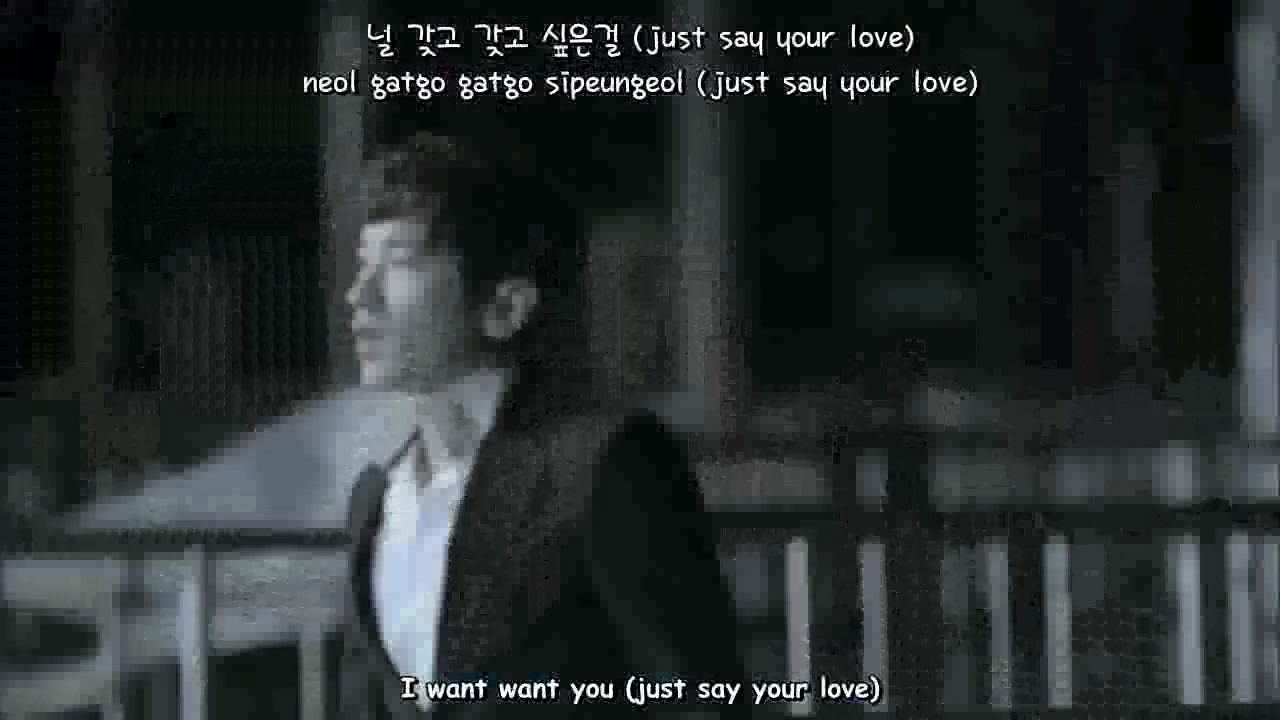 널 갖고 갖고 싶은걸 (just say your love)
neol gatgo gatgo sipeungeol (just say your love)
I want want you (just say your love)